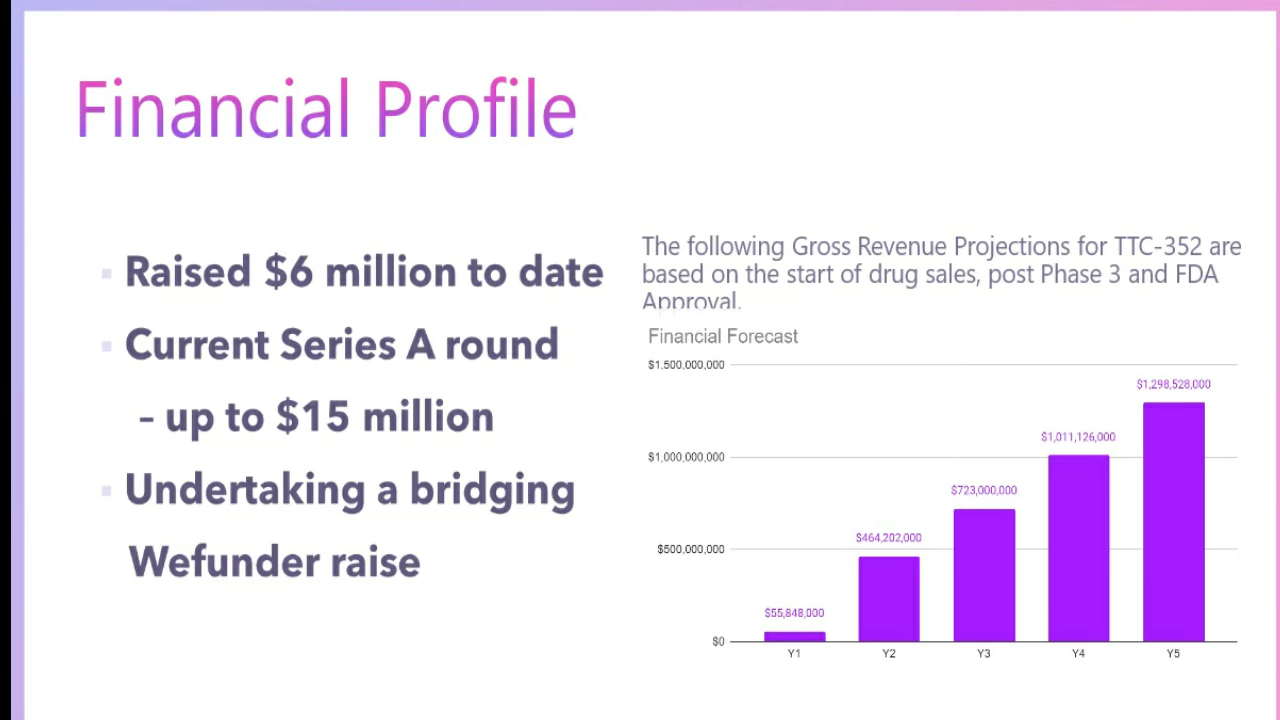 Financial Profile
Raised $6 million to date
Current Series A round
– up to $15 million
Undertaking a bridging
Wefunder raise
The following Gross Revenue Projections for TTC-352 are
based on the start of drug sales, post Phase 3 and FDA
Approval.
Financial Forecast
$1,500,000,000
$1,000,000,000
$500,000,000
$0
$55,848,000
$464,202,000
$723,000,000
$1,011,126,000
$1,298,528,000
Y1
Y2
Y3
Y4
Y5